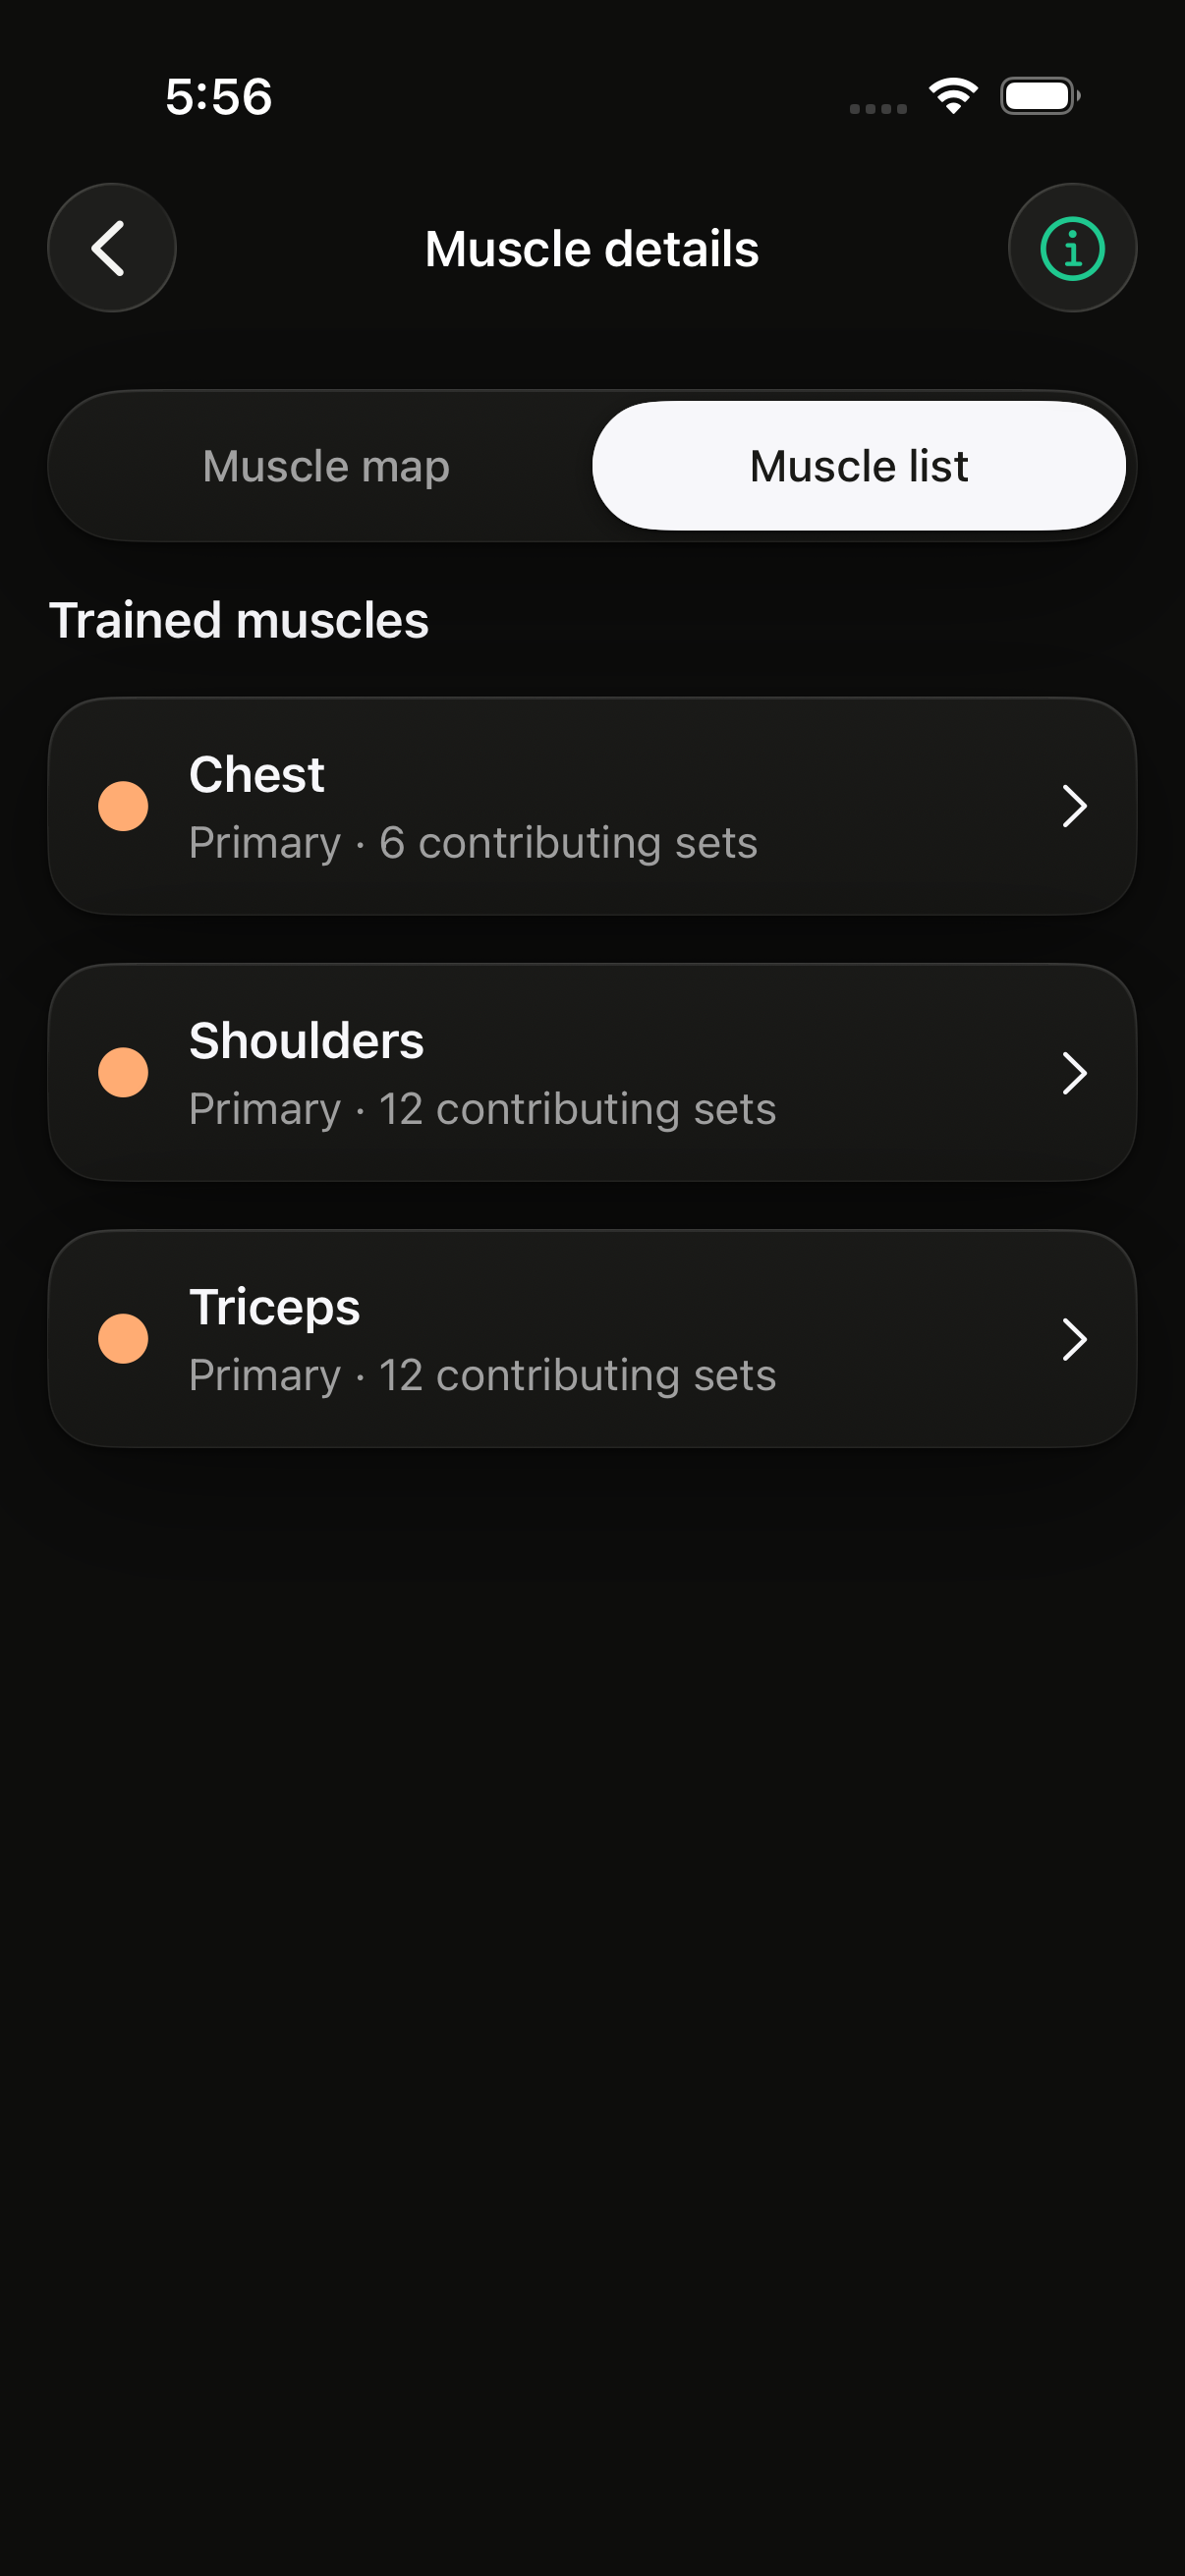 5:56
Muscle details
Muscle map
Muscle list
Trained muscles
Chest
Primary · 6 contributing sets
Shoulders
Primary · 12 contributing sets
Triceps
Primary · 12 contributing sets